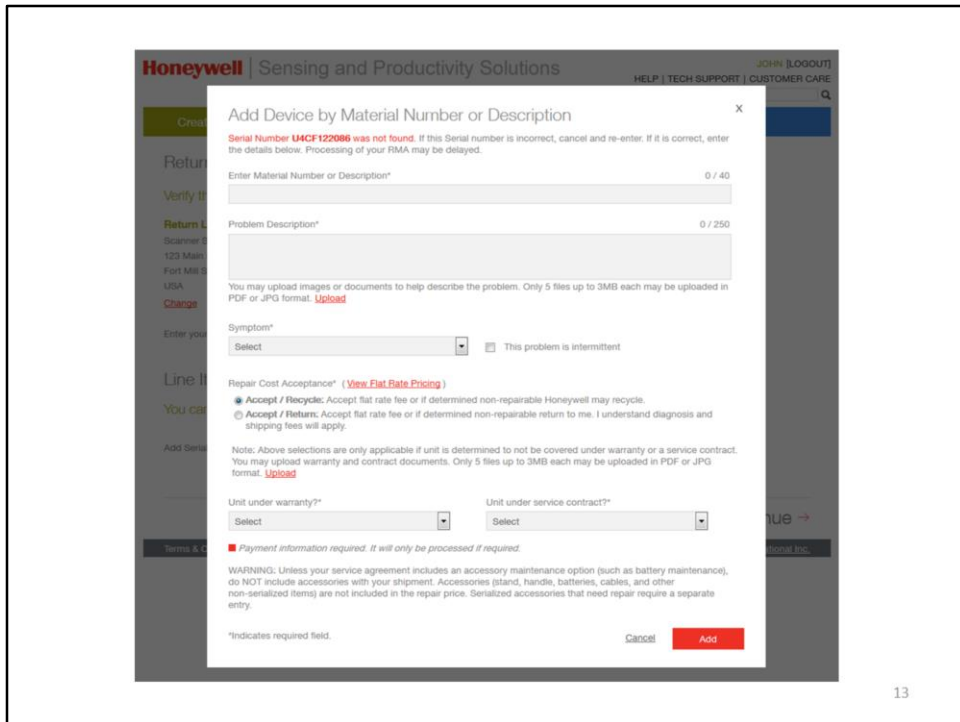 Honeywell | Sensing and Productivity Solutions
JOHN [LOGOUT]
HELP | TECH SUPPORT | CUSTOMER CARE
Creat
Return
Verify th
Return L
Scanner S
123 Main
Fort Mill S
USA
Change
Enter your
Line It
You car
Add Serial
Terms & C
nue →
ational Inc.
Add Device by Material Number or Description
X
Serial Number U4CF122086 was not found. If this Serial number is incorrect, cancel and re-enter. If it is correct, enter
the details below. Processing of your RMA may be delayed.
Enter Material Number or Description* 0 / 40
Problem Description* 0 / 250
You may upload images or documents to help describe the problem. Only 5 files up to 3MB each may be uploaded in
PDF or JPG format. Upload
Symptom*
Select This problem is intermittent
Repair Cost Acceptance* ( View Flat Rate Pricing )
Accept / Recycle: Accept flat rate fee or if determined non-repairable Honeywell may recycle.
Accept / Return: Accept flat rate fee or if determined non-repairable return to me. I understand diagnosis and
shipping fees will apply.
Note: Above selections are only applicable if unit is determined to not be covered under warranty or a service contract.
You may upload warranty and contract documents. Only 5 files up to 3MB each may be uploaded in PDF or JPG
format. Upload
Unit under warranty?* Unit under service contract?*
Select Select
Payment information required. It will only be processed if required.
WARNING: Unless your service agreement includes an accessory maintenance option (such as battery maintenance),
do NOT include accessories with your shipment. Accessories (stand, handle, batteries, cables, and other
non-serialized items) are not included in the repair price. Serialized accessories that need repair require a separate
entry.
*Indicates required field. Cancel Add
13